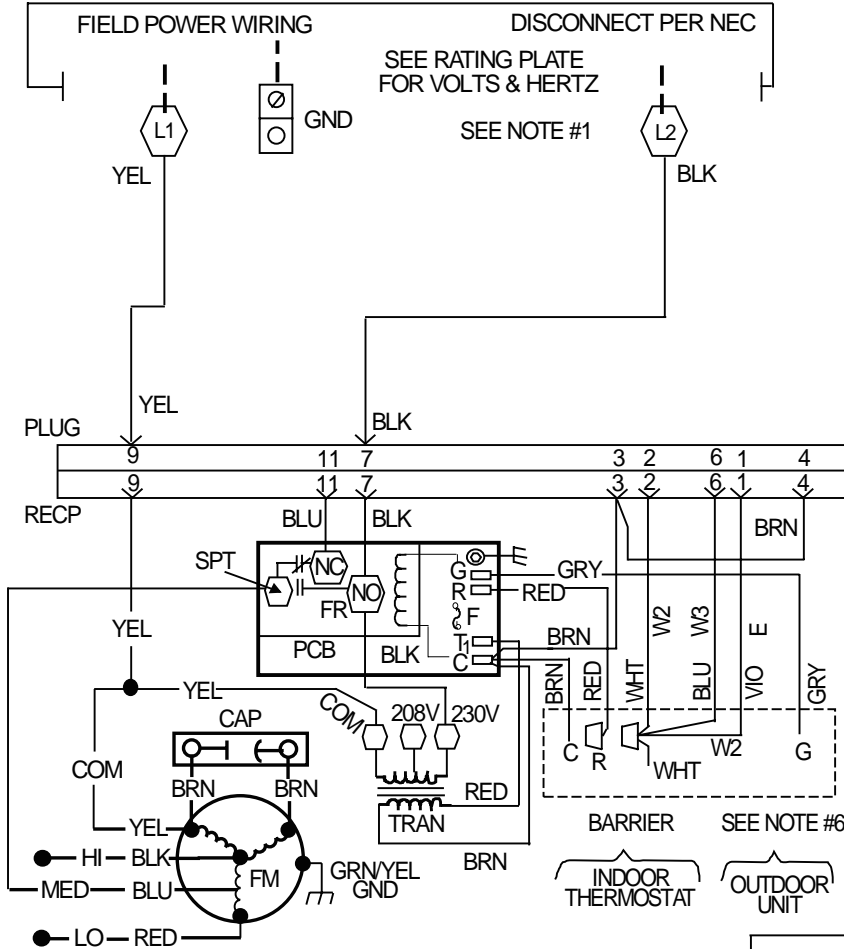 FIELD POWER WIRING
DISCONNECT PER NEC
SEE RATING PLATE
FOR VOLTS & HERTZ
L1
GND
SEE NOTE #1
L2
YEL
BLK
YEL
BLK
PLUG
9 11 7 3 2 6 1 4
9 11 7 3 2 6 1 4
RECP
BLU
BLK
BRN
SPT
NC
G
GRY
R
RED
NO
FR
F
W2
W3
E
YEL
T1
BRN
PCB
BLK
C
BRN
RED
WHT
BLU
VIO
GRY
YEL
COM
208V
230V
CAP
C
R
W2
G
WHT
COM
BRN
BRN
RED
TRAN
YEL
BARRIER
SEE NOTE #6
HI
BLK
FM
GRN/YEL
GND
BRN
INDOOR
THERMOSTAT
OUTDOOR
UNIT
MED
BLU
LO
RED